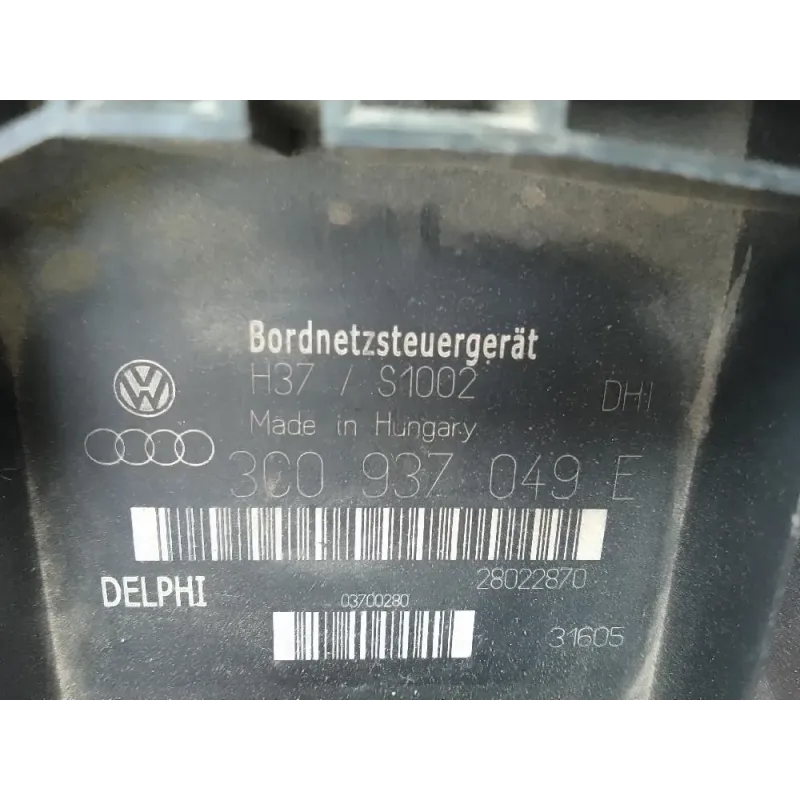 Bordnetzsteuergerät
H37 / S1002
DHI
Made in Hungary
3C0 937 049 E
28022870
DELPHI
03700280
31605